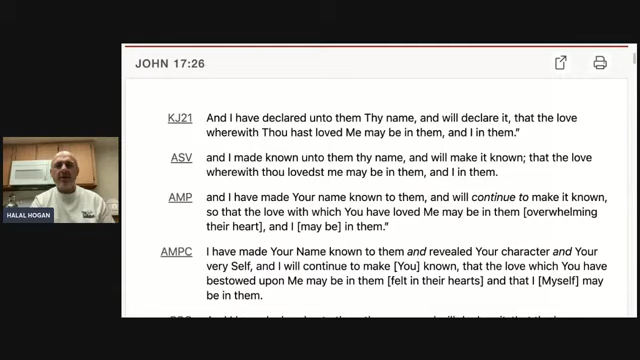 JOHN 17:26
KJ21 And I have declared unto them Thy name, and will declare it, that the love
wherewith Thou hast loved Me may be in them, and I in them.”
ASV and I made known unto them thy name, and will make it known; that the love
wherewith thou lovedst me may be in them, and I in them.
AMP and I have made Your name known to them, and will continue to make it known,
so that the love with which You have loved Me may be in them [overwhelming
their heart], and I [may be] in them.”
AMPC I have made Your Name known to them and revealed Your character and Your
very Self, and I will continue to make [You] known, that the love which You have
bestowed upon Me may be in them [felt in their hearts] and that I [Myself] may
be in them.
HALAL HOGAN